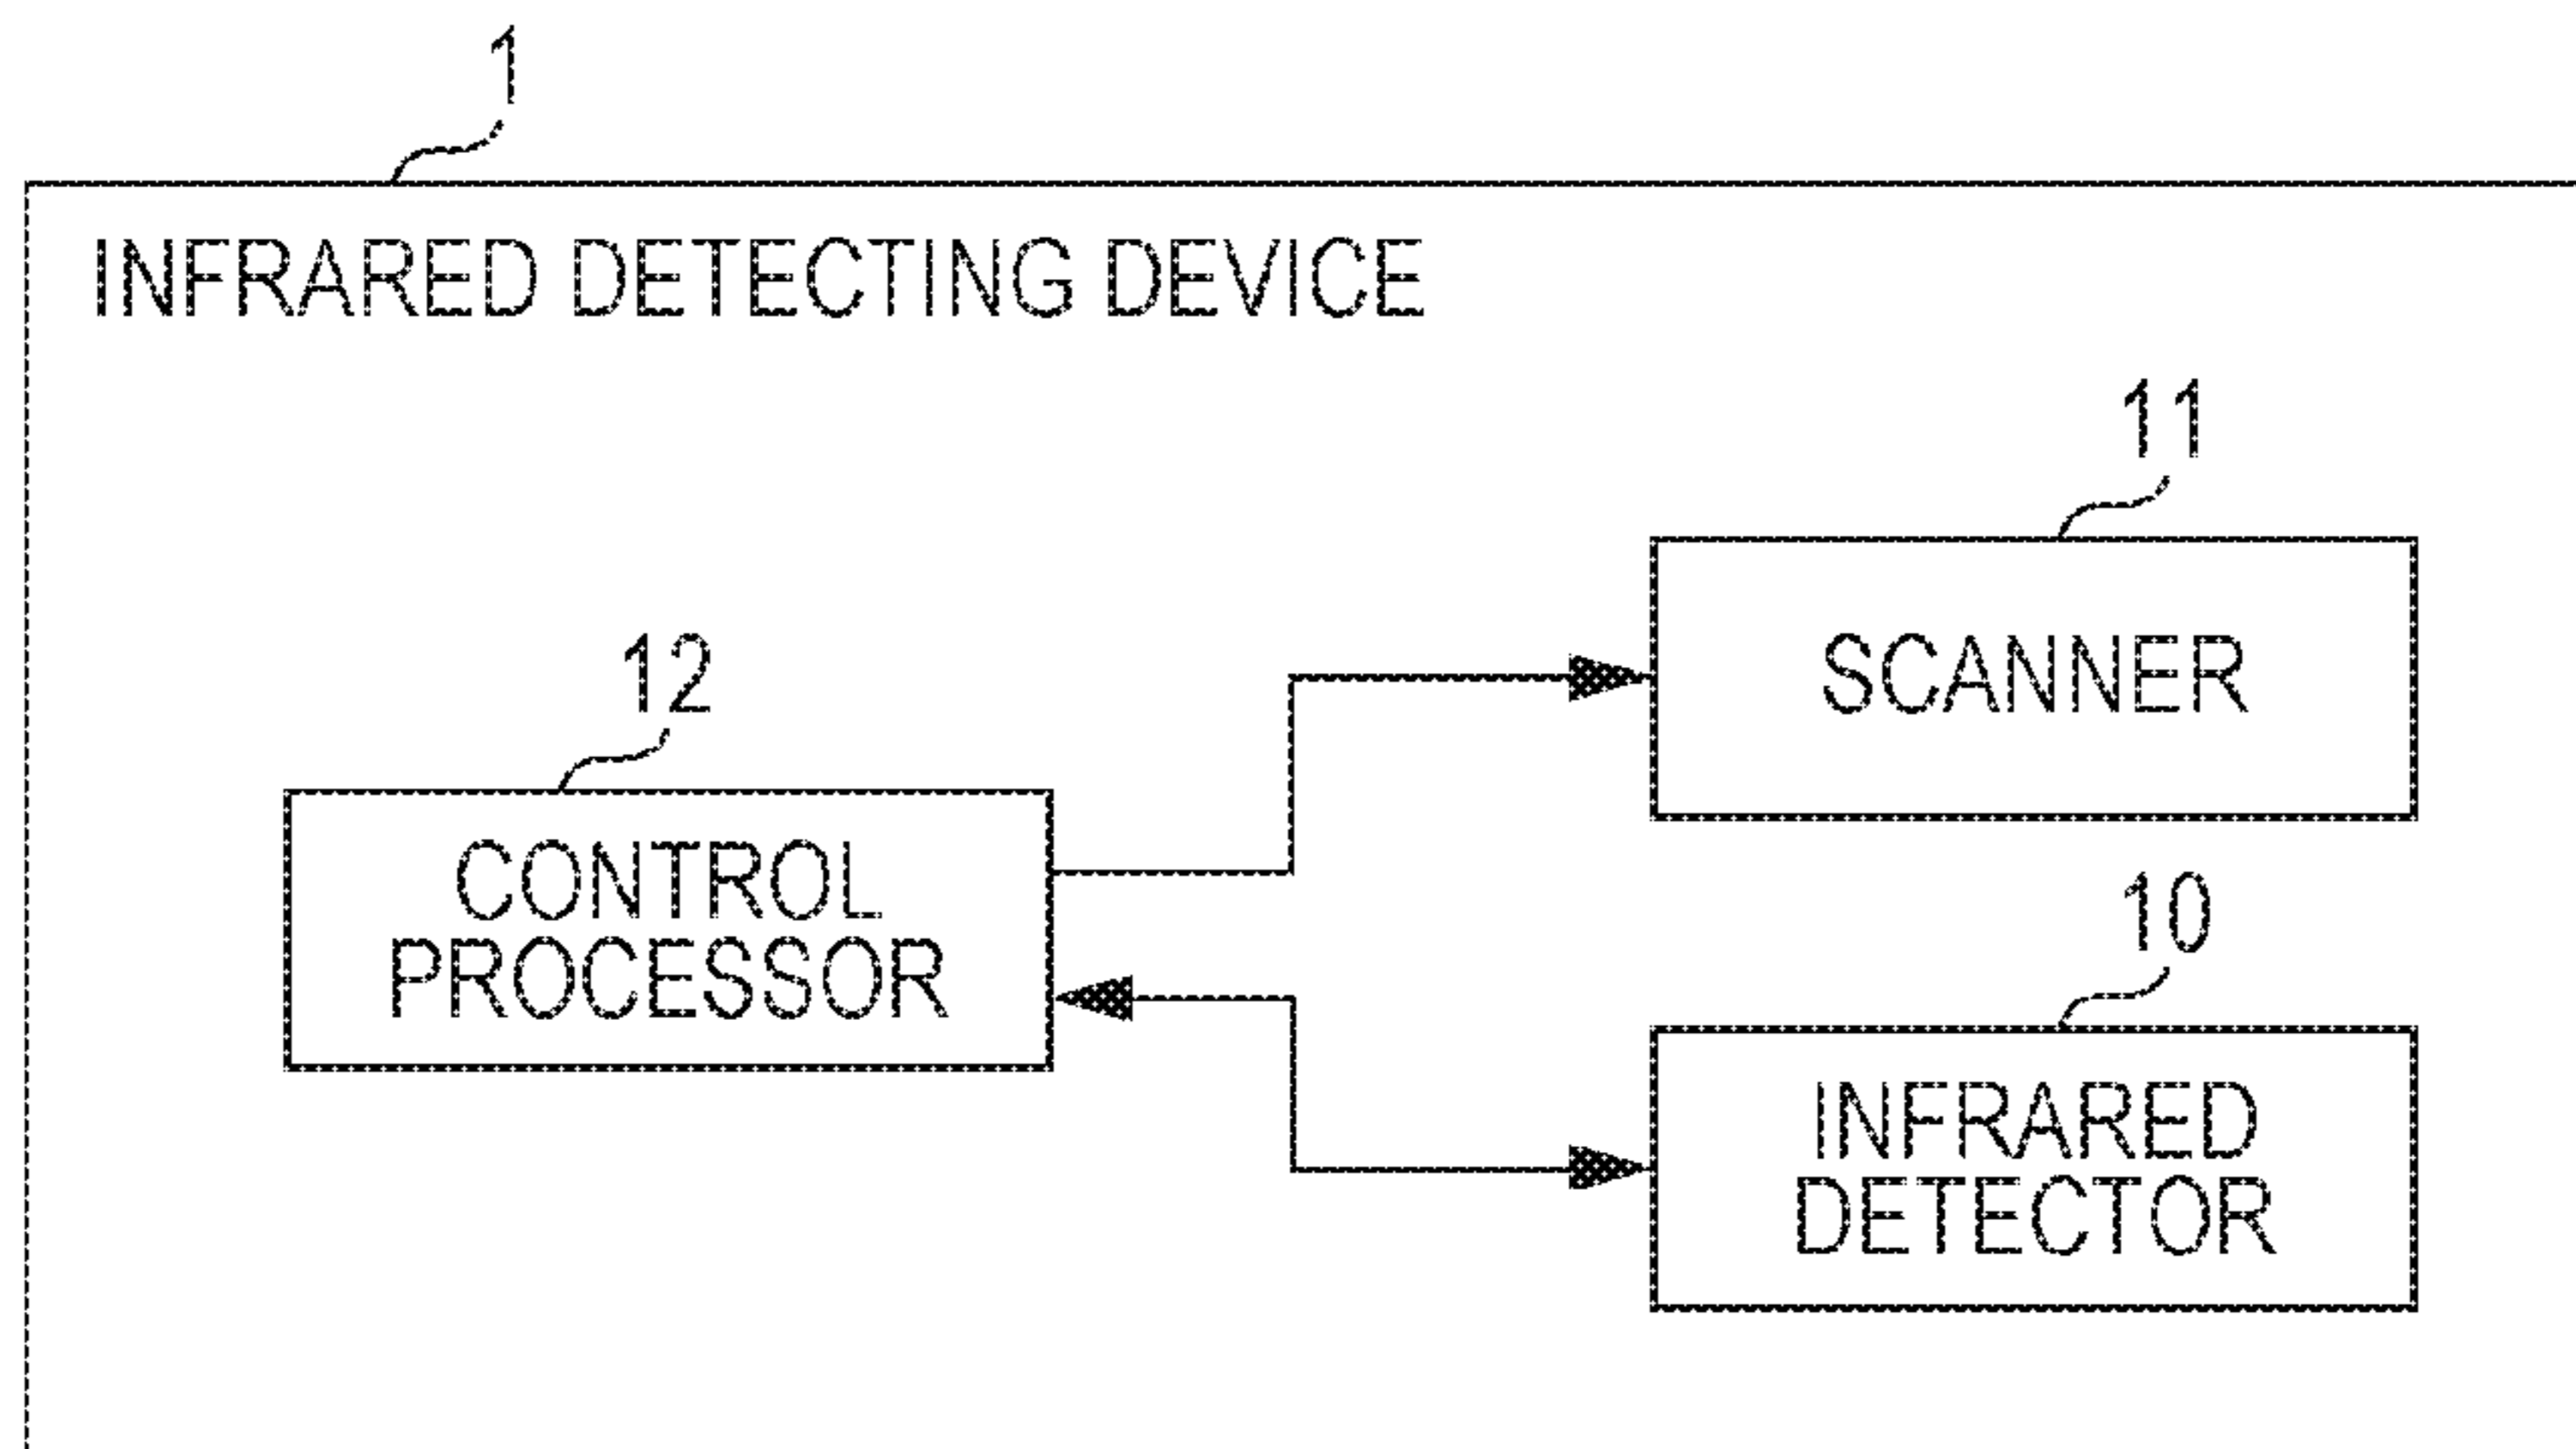 1
INFRARED DETECTING DEVICE
11
SCANNER
12
CONTROL
PROCESSOR
10
INFRARED
DETECTOR